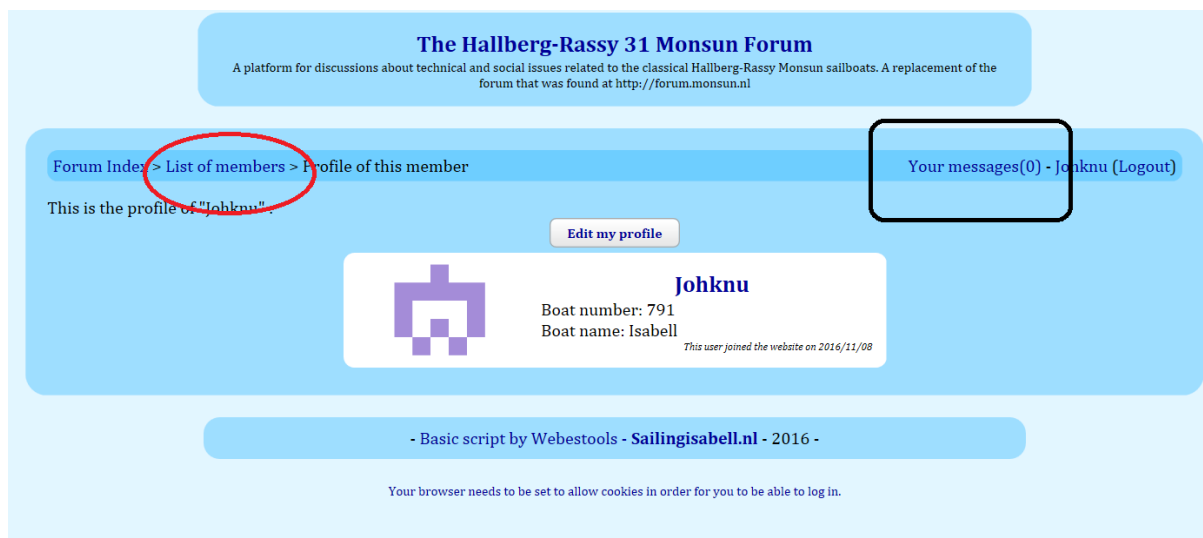 The Hallberg-Rassy 31 Monsun Forum
A platform for discussions about technical and social issues related to the classical Hallberg-Rassy Monsun sailboats. A replacement of the
forum that was found at http://forum.monsun.nl
Forum Index > List of members > Profile of this member
Your messages(0) - Johknu (Logout)
This is the profile of "Johknu" .
Edit my profile
Johknu
Boat number: 791
Boat name: Isabell
This user joined the website on 2016/11/08
- Basic script by Webestools - Sailingisabell.nl - 2016 -
Your browser needs to be set to allow cookies in order for you to be able to log in.